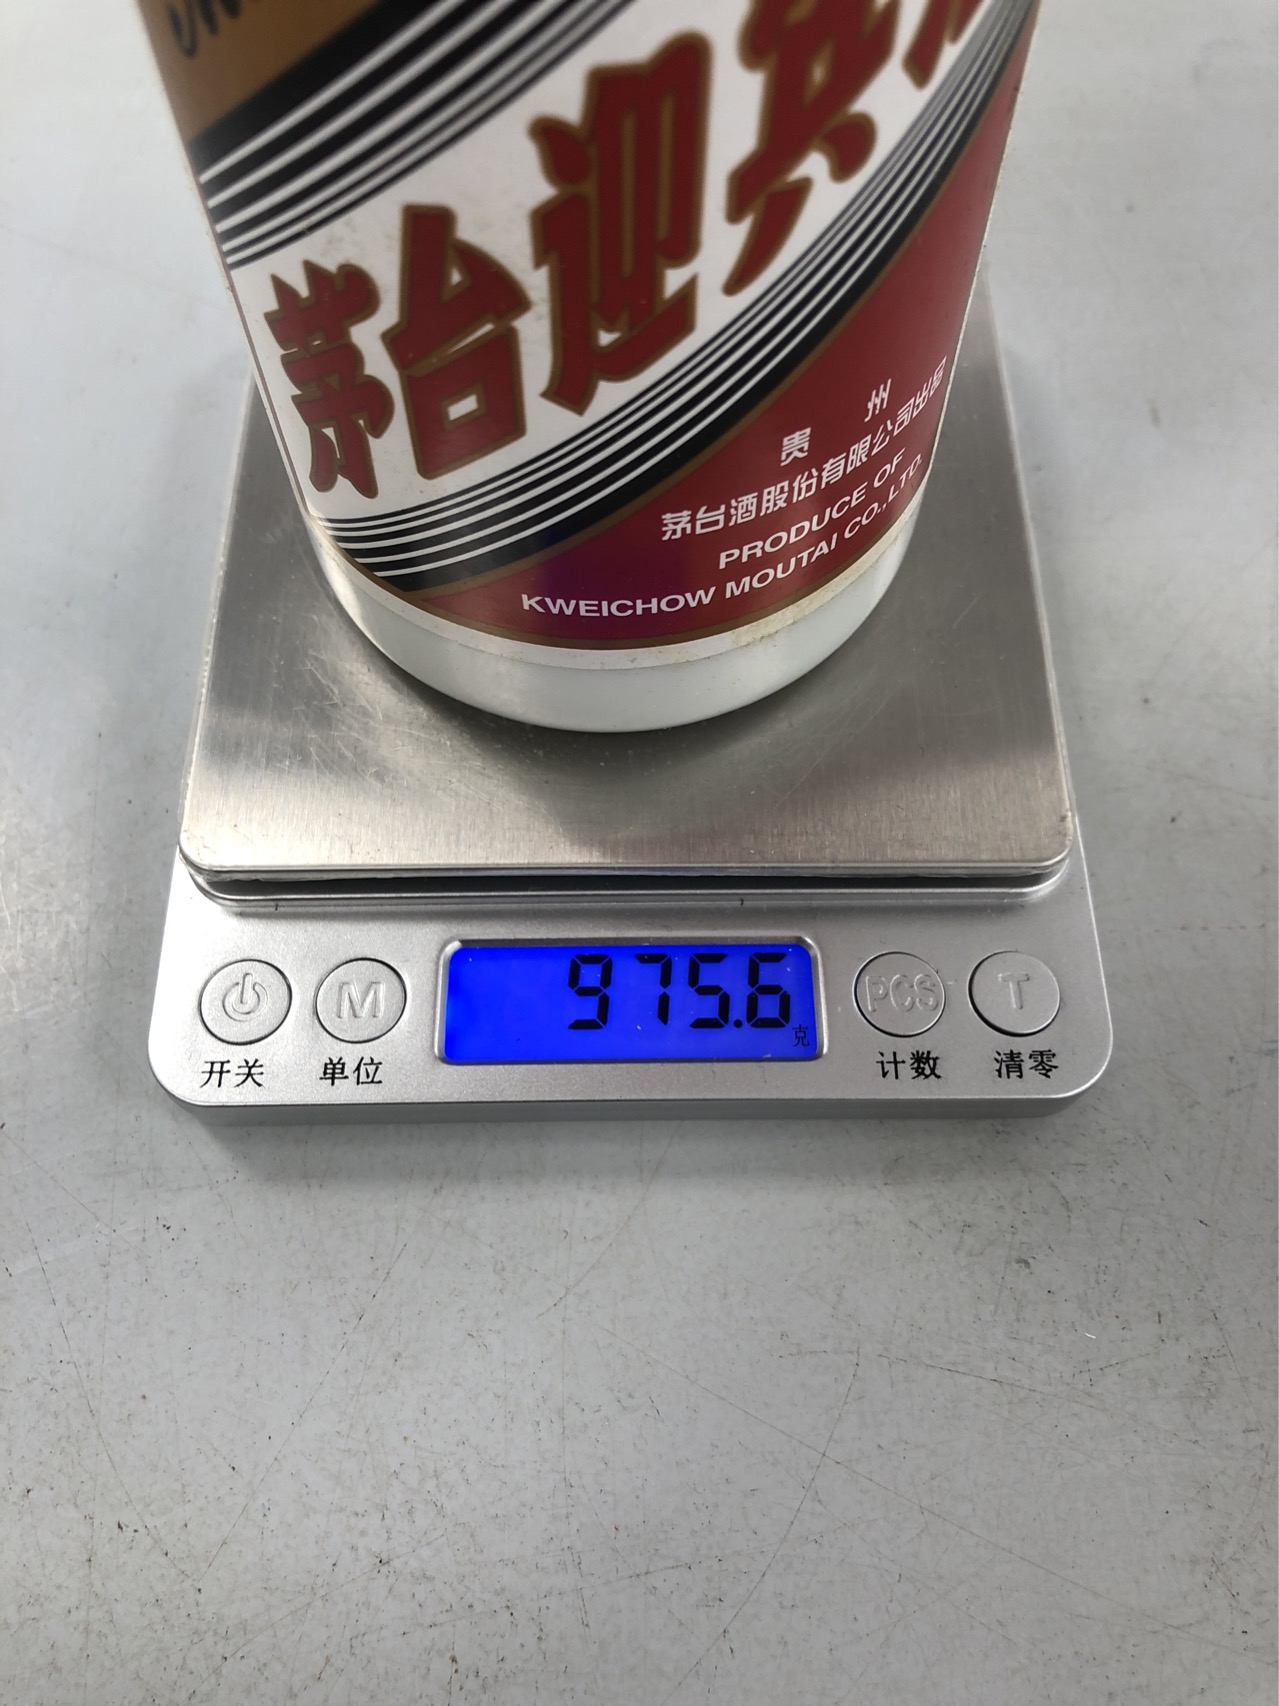 茅台迎宾
贵州
茅台酒股份有限公司出品
PRODUCE OF
KWEICHOW MOUTAI CO.,LTD.
975.6
克
M
PCS
T
开关
单位
计数
清零